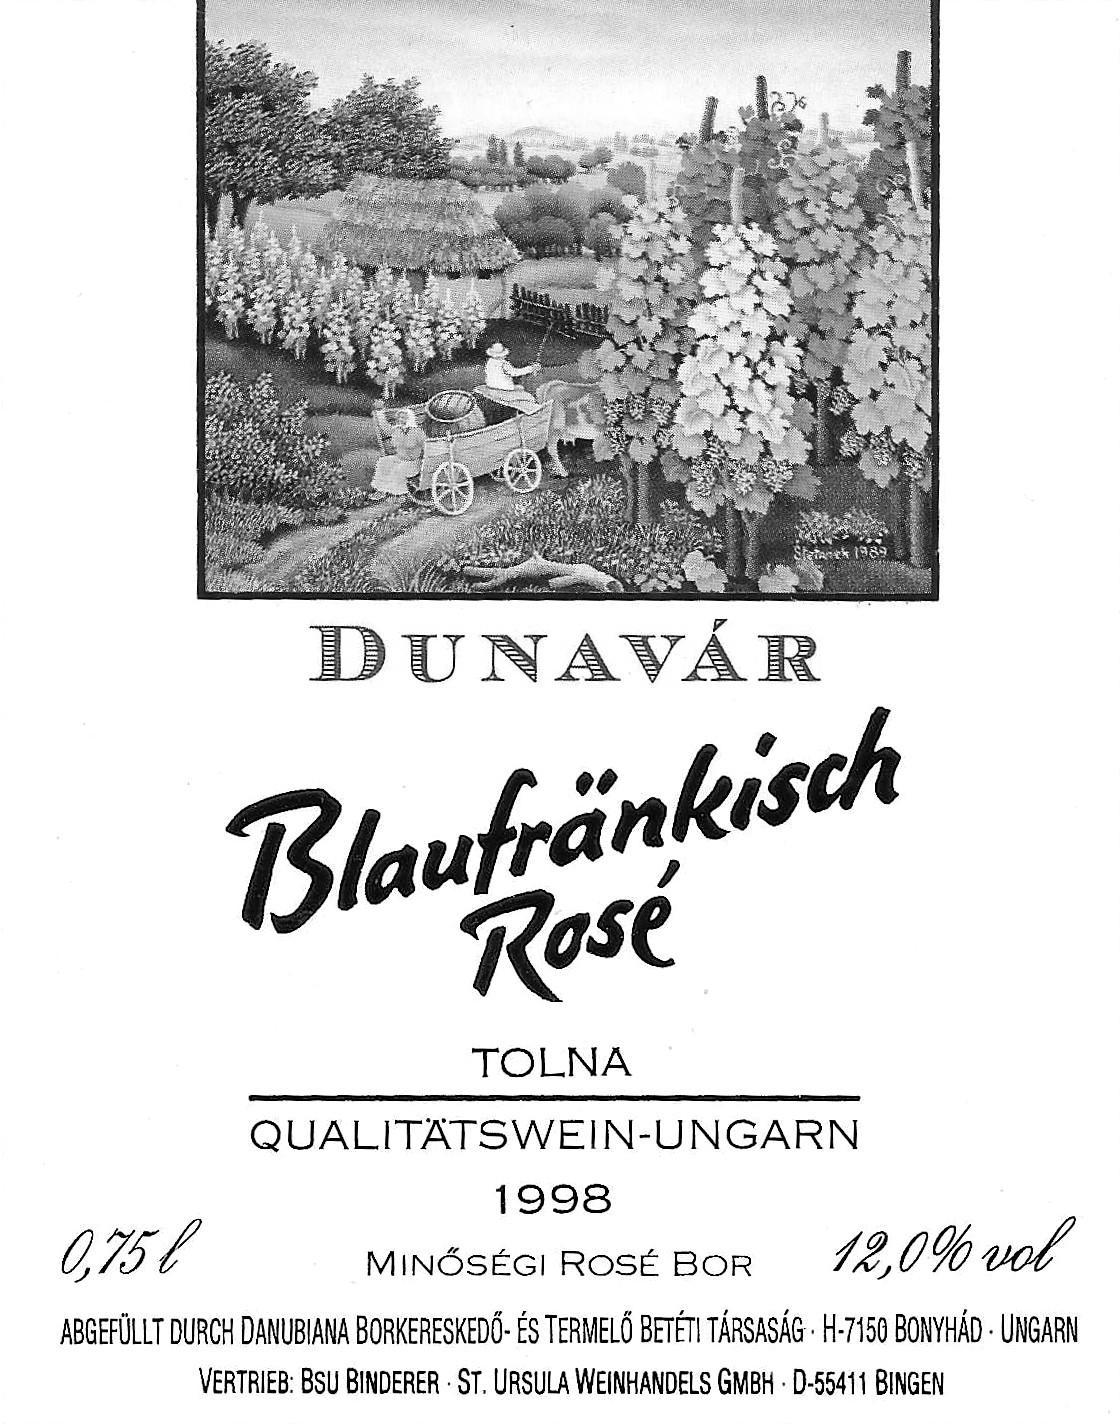 Stefanek 1989
DUNAVÁR
Blaufränkisch
Rosé
TOLNA
QUALITÄTSWEIN-UNGARN
1998
0,75 l
MINŐSÉGI ROSÉ BOR
12,0% vol
ABGEFÜLLT DURCH DANUBIANA BORKERESKEDŐ- ÉS TERMELŐ BETÉTI TÁRSASÁG · H-7150 BONYHÁD · UNGARN
VERTRIEB: BSU BINDERER · ST. URSULA WEINHANDELS GMBH · D-55411 BINGEN